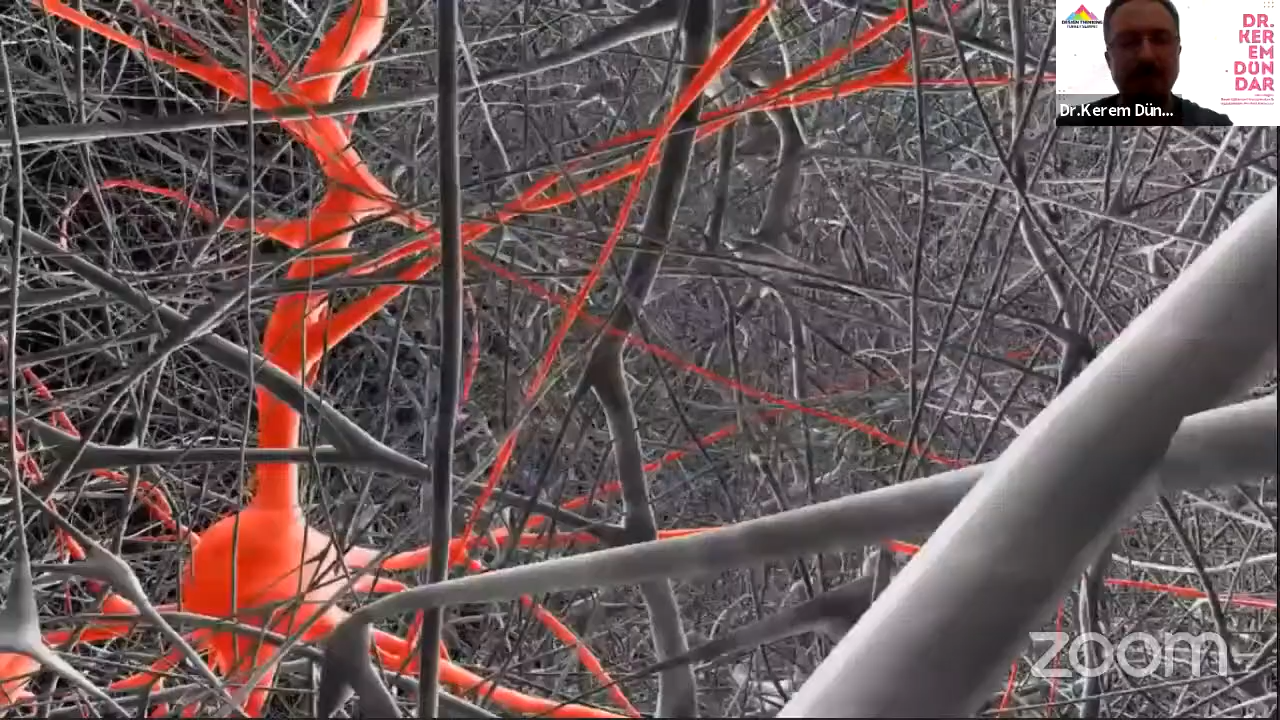 DESIGN THINKING
DR.
KER
EM
DÜN
DAR
Dr.Kerem Dün...
zoom